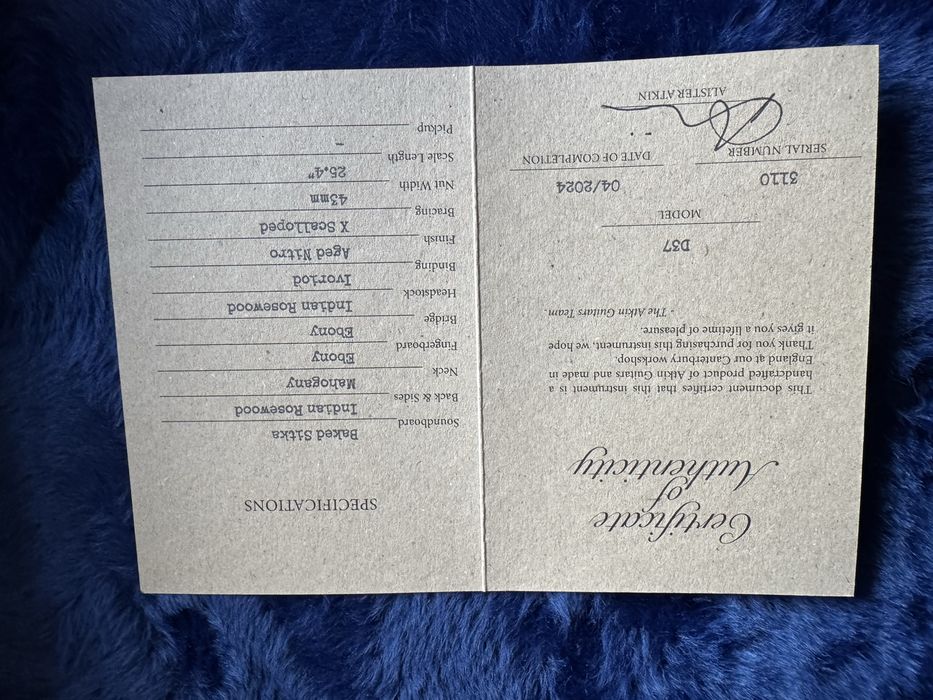 Certificate
of
Authenticity
This document certifies that this instrument is a
handcrafted product of Atkin Guitars and made in
England at our Canterbury workshop.
Thank you for purchasing this instrument, we hope
it gives you a lifetime of pleasure.
- The Atkin Guitars Team.
D37
MODEL
3110 04/2024
SERIAL NUMBER DATE OF COMPLETION
ALISTER ATKIN
SPECIFICATIONS
Soundboard Baked Sitka
Back & Sides Indian Rosewood
Neck Mahogany
Fingerboard Ebony
Bridge Ebony
Headstock Indian Rosewood
Binding Ivoriod
Finish Aged Nitro
Bracing X Scalloped
Nut Width 43mm
Scale Length 25.4"
Pickup -